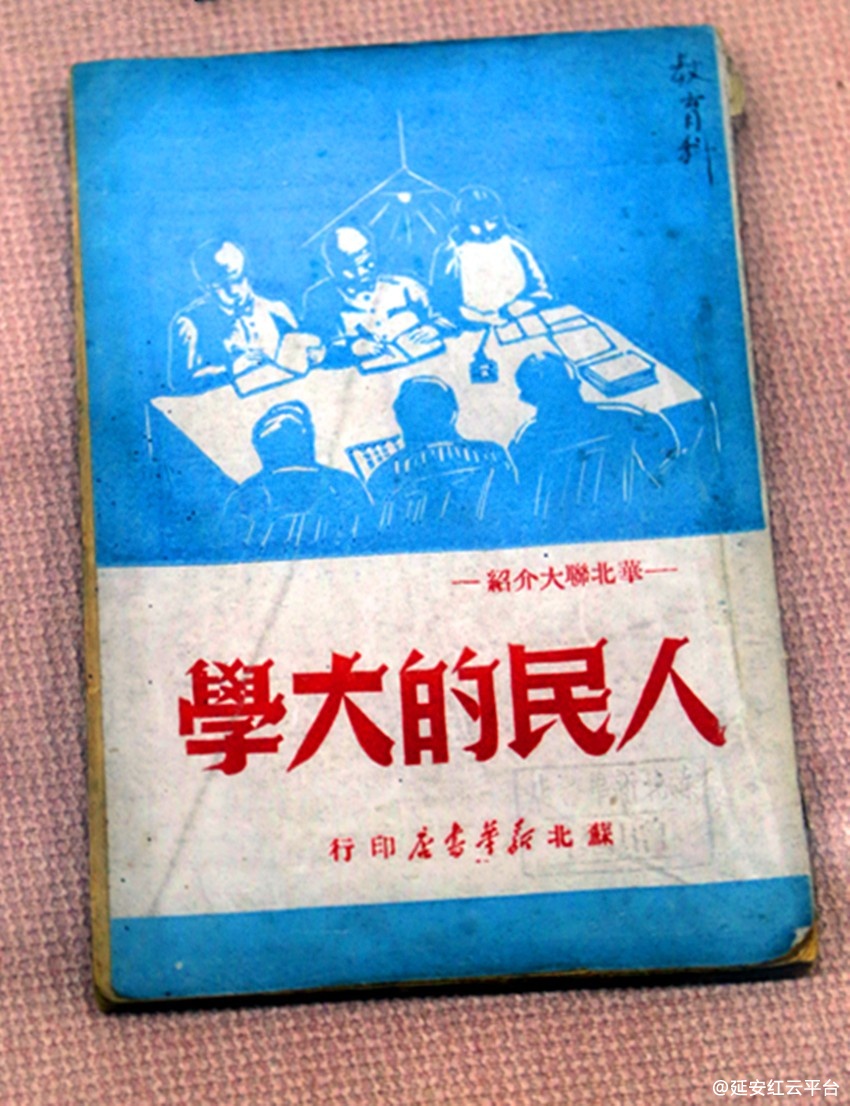 教育科
—華北聯大介紹—
人民的大學
蘇北新華書店印行
@延安红云平台